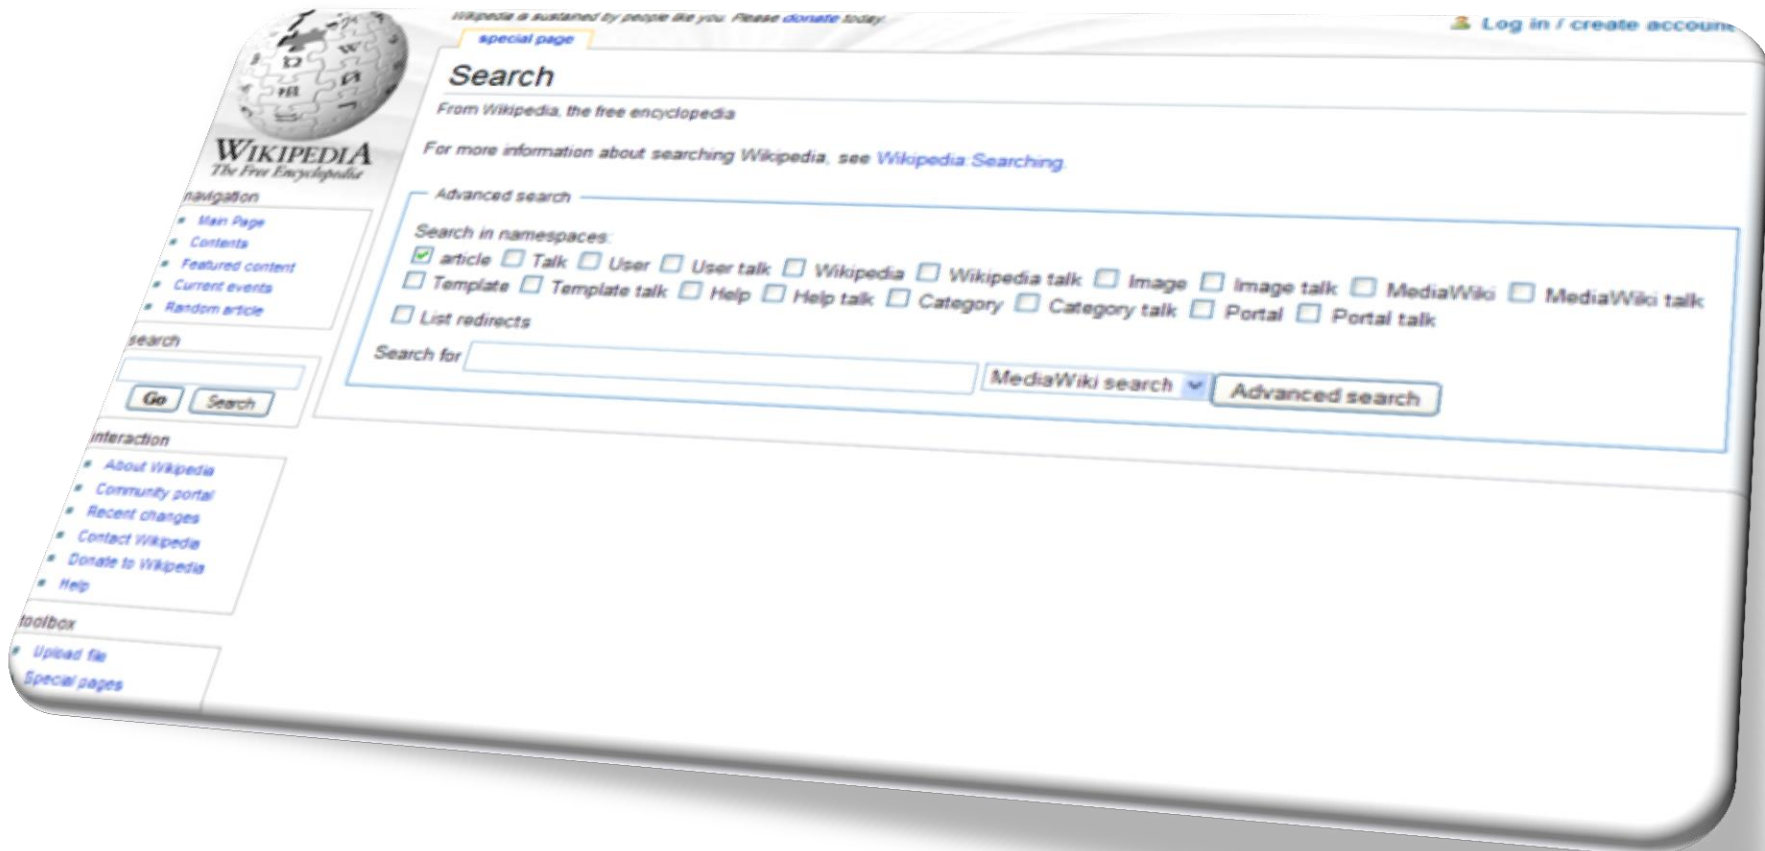 Wikipedia is sustained by people like you. Please donate today.
Log in / create account
special page
Search
From Wikipedia, the free encyclopedia
For more information about searching Wikipedia, see Wikipedia:Searching.
Advanced search
Search in namespaces:
article Talk User User talk Wikipedia Wikipedia talk Image Image talk MediaWiki MediaWiki talk
Template Template talk Help Help talk Category Category talk Portal Portal talk
List redirects
Search for MediaWiki search Advanced search
WIKIPEDIA
The Free Encyclopedia
navigation
Main Page
Contents
Featured content
Current events
Random article
search
Go Search
interaction
About Wikipedia
Community portal
Recent changes
Contact Wikipedia
Donate to Wikipedia
Help
toolbox
Upload file
Special pages